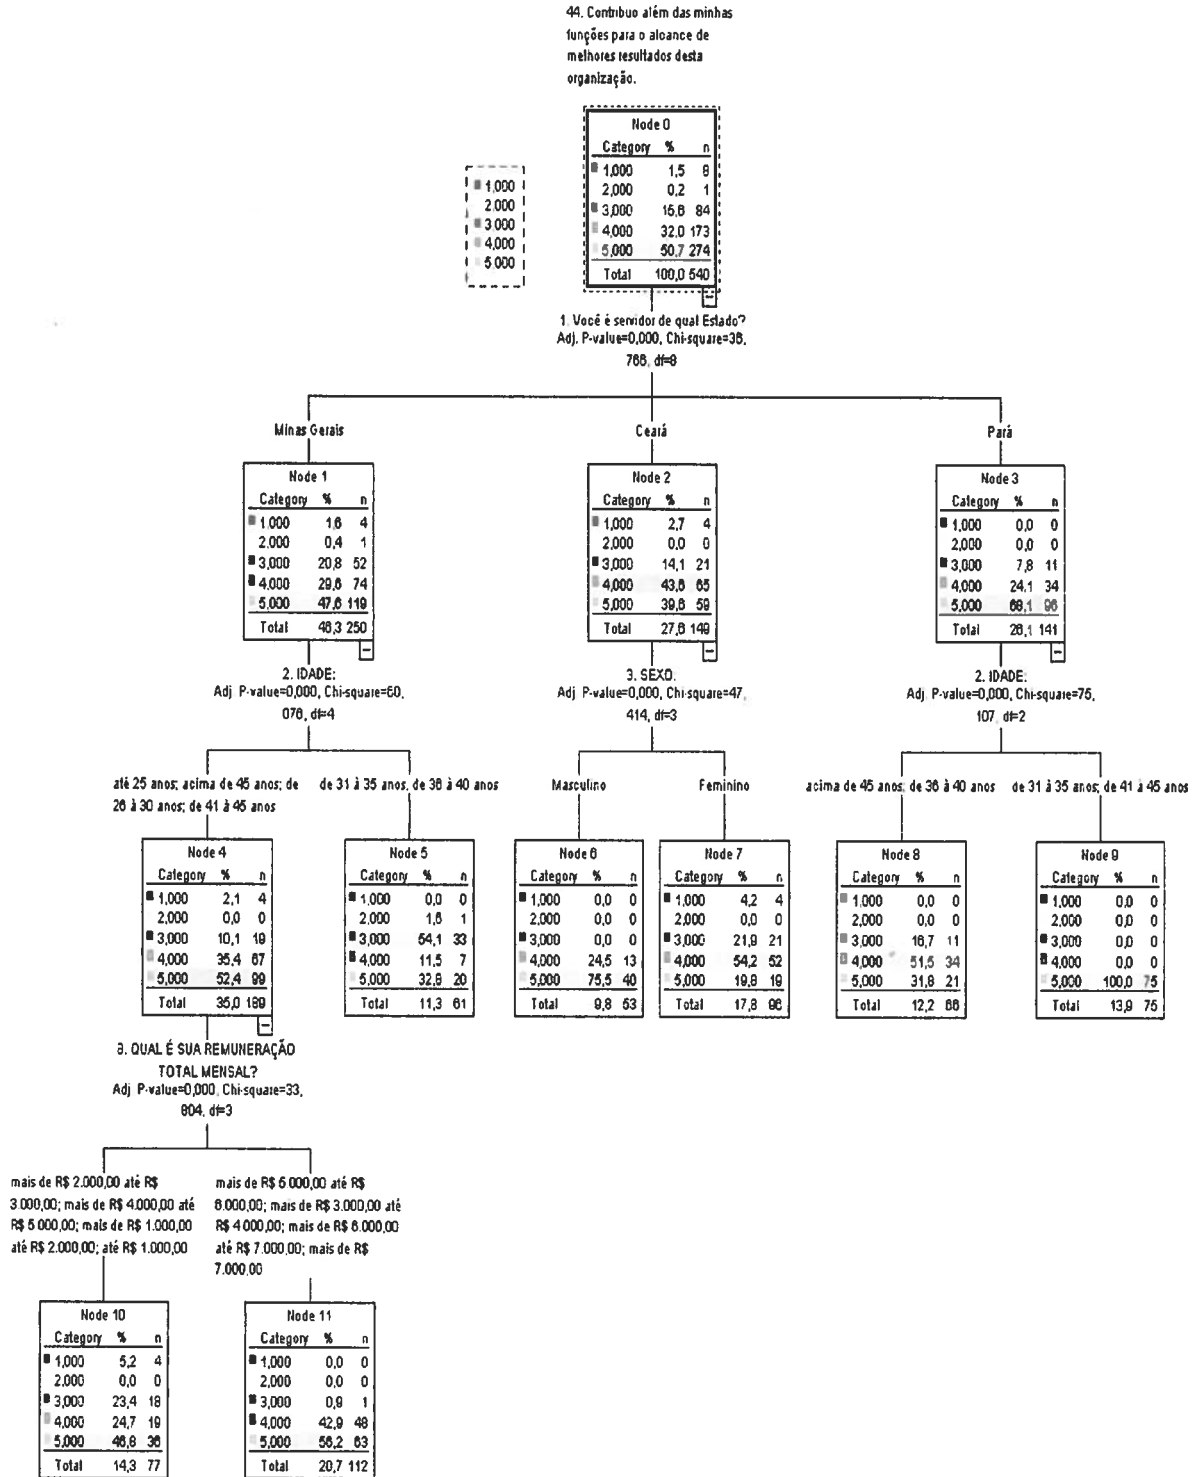 44. Contribuo além das minhas
funções para o alcance de
melhores resultados desta
organização.
Node 0
Category % n
1,000 1,5 8
2,000 0,2 1
3,000 15,6 84
4,000 32,0 173
5,000 50,7 274
Total 100,0 540
1,000
2.000
3.000
4,000
5.000
1. Você é servidor de qual Estado?
Adj. P-value=0,000, Chi-square=36,
766, df=8
Minas Gerais
Ceará
Pará
Node 1
Category % n
1,000 1,6 4
2,000 0,4 1
3,000 20,8 52
4,000 29,6 74
5,000 47,6 119
Total 46,3 250
Node 2
Category % n
1,000 2,7 4
2,000 0,0 0
3,000 14,1 21
4,000 43,6 65
5,000 39,6 59
Total 27,6 149
Node 3
Category % n
1,000 0,0 0
2,000 0,0 0
3,000 7,8 11
4,000 24,1 34
5,000 68,1 96
Total 26,1 141
2. IDADE:
Adj. P-value=0,000, Chi-square=60,
076, df=4
3. SEXO:
Adj. P-value=0,000, Chi-square=47,
414, df=3
2. IDADE:
Adj. P-value=0,000, Chi-square=75,
107, df=2
até 25 anos; acima de 45 anos; de
26 à 30 anos; de 41 à 45 anos
de 31 à 35 anos; de 36 à 40 anos
Masculino
Feminino
acima de 45 anos; de 36 à 40 anos
de 31 à 35 anos; de 41 à 45 anos
Node 4
Category % n
1,000 2,1 4
2,000 0,0 0
3,000 10,1 19
4,000 35,4 67
5,000 52,4 99
Total 35,0 189
Node 5
Category % n
1,000 0,0 0
2,000 1,6 1
3,000 54,1 33
4,000 11,5 7
5,000 32,8 20
Total 11,3 61
Node 6
Category % n
1,000 0,0 0
2,000 0,0 0
3,000 0,0 0
4,000 24,5 13
5,000 75,5 40
Total 9,8 53
Node 7
Category % n
1,000 4,2 4
2,000 0,0 0
3,000 21,9 21
4,000 54,2 52
5,000 19,8 19
Total 17,8 96
Node 8
Category % n
1,000 0,0 0
2,000 0,0 0
3,000 16,7 11
4,000 51,5 34
5,000 31,8 21
Total 12,2 66
Node 9
Category % n
1,000 0,0 0
2,000 0,0 0
3,000 0,0 0
4,000 0,0 0
5,000 100,0 75
Total 13,9 75
QUAL É SUA REMUNERAÇÃO
TOTAL MENSAL?
Adj. P-value=0,000, Chi-square=33,
804, df=3
mais de R$ 2.000,00 até R$
3.000,00; mais de R$ 4.000,00 até
R$ 5.000,00; mais de R$ 1.000,00
até R$ 2.000,00; até R$ 1.000,00
mais de R$ 5.000,00 até R$
6.000,00; mais de R$ 3.000,00 até
R$ 4.000,00; mais de R$ 6.000,00
até R$ 7.000,00; mais de R$
7.000,00
Node 10
Category % n
1,000 5,2 4
2,000 0,0 0
3,000 23,4 18
4,000 24,7 19
5,000 46,8 36
Total 14,3 77
Node 11
Category % n
1,000 0,0 0
2,000 0,0 0
3,000 0,9 1
4,000 42,9 48
5,000 56,2 63
Total 20,7 112